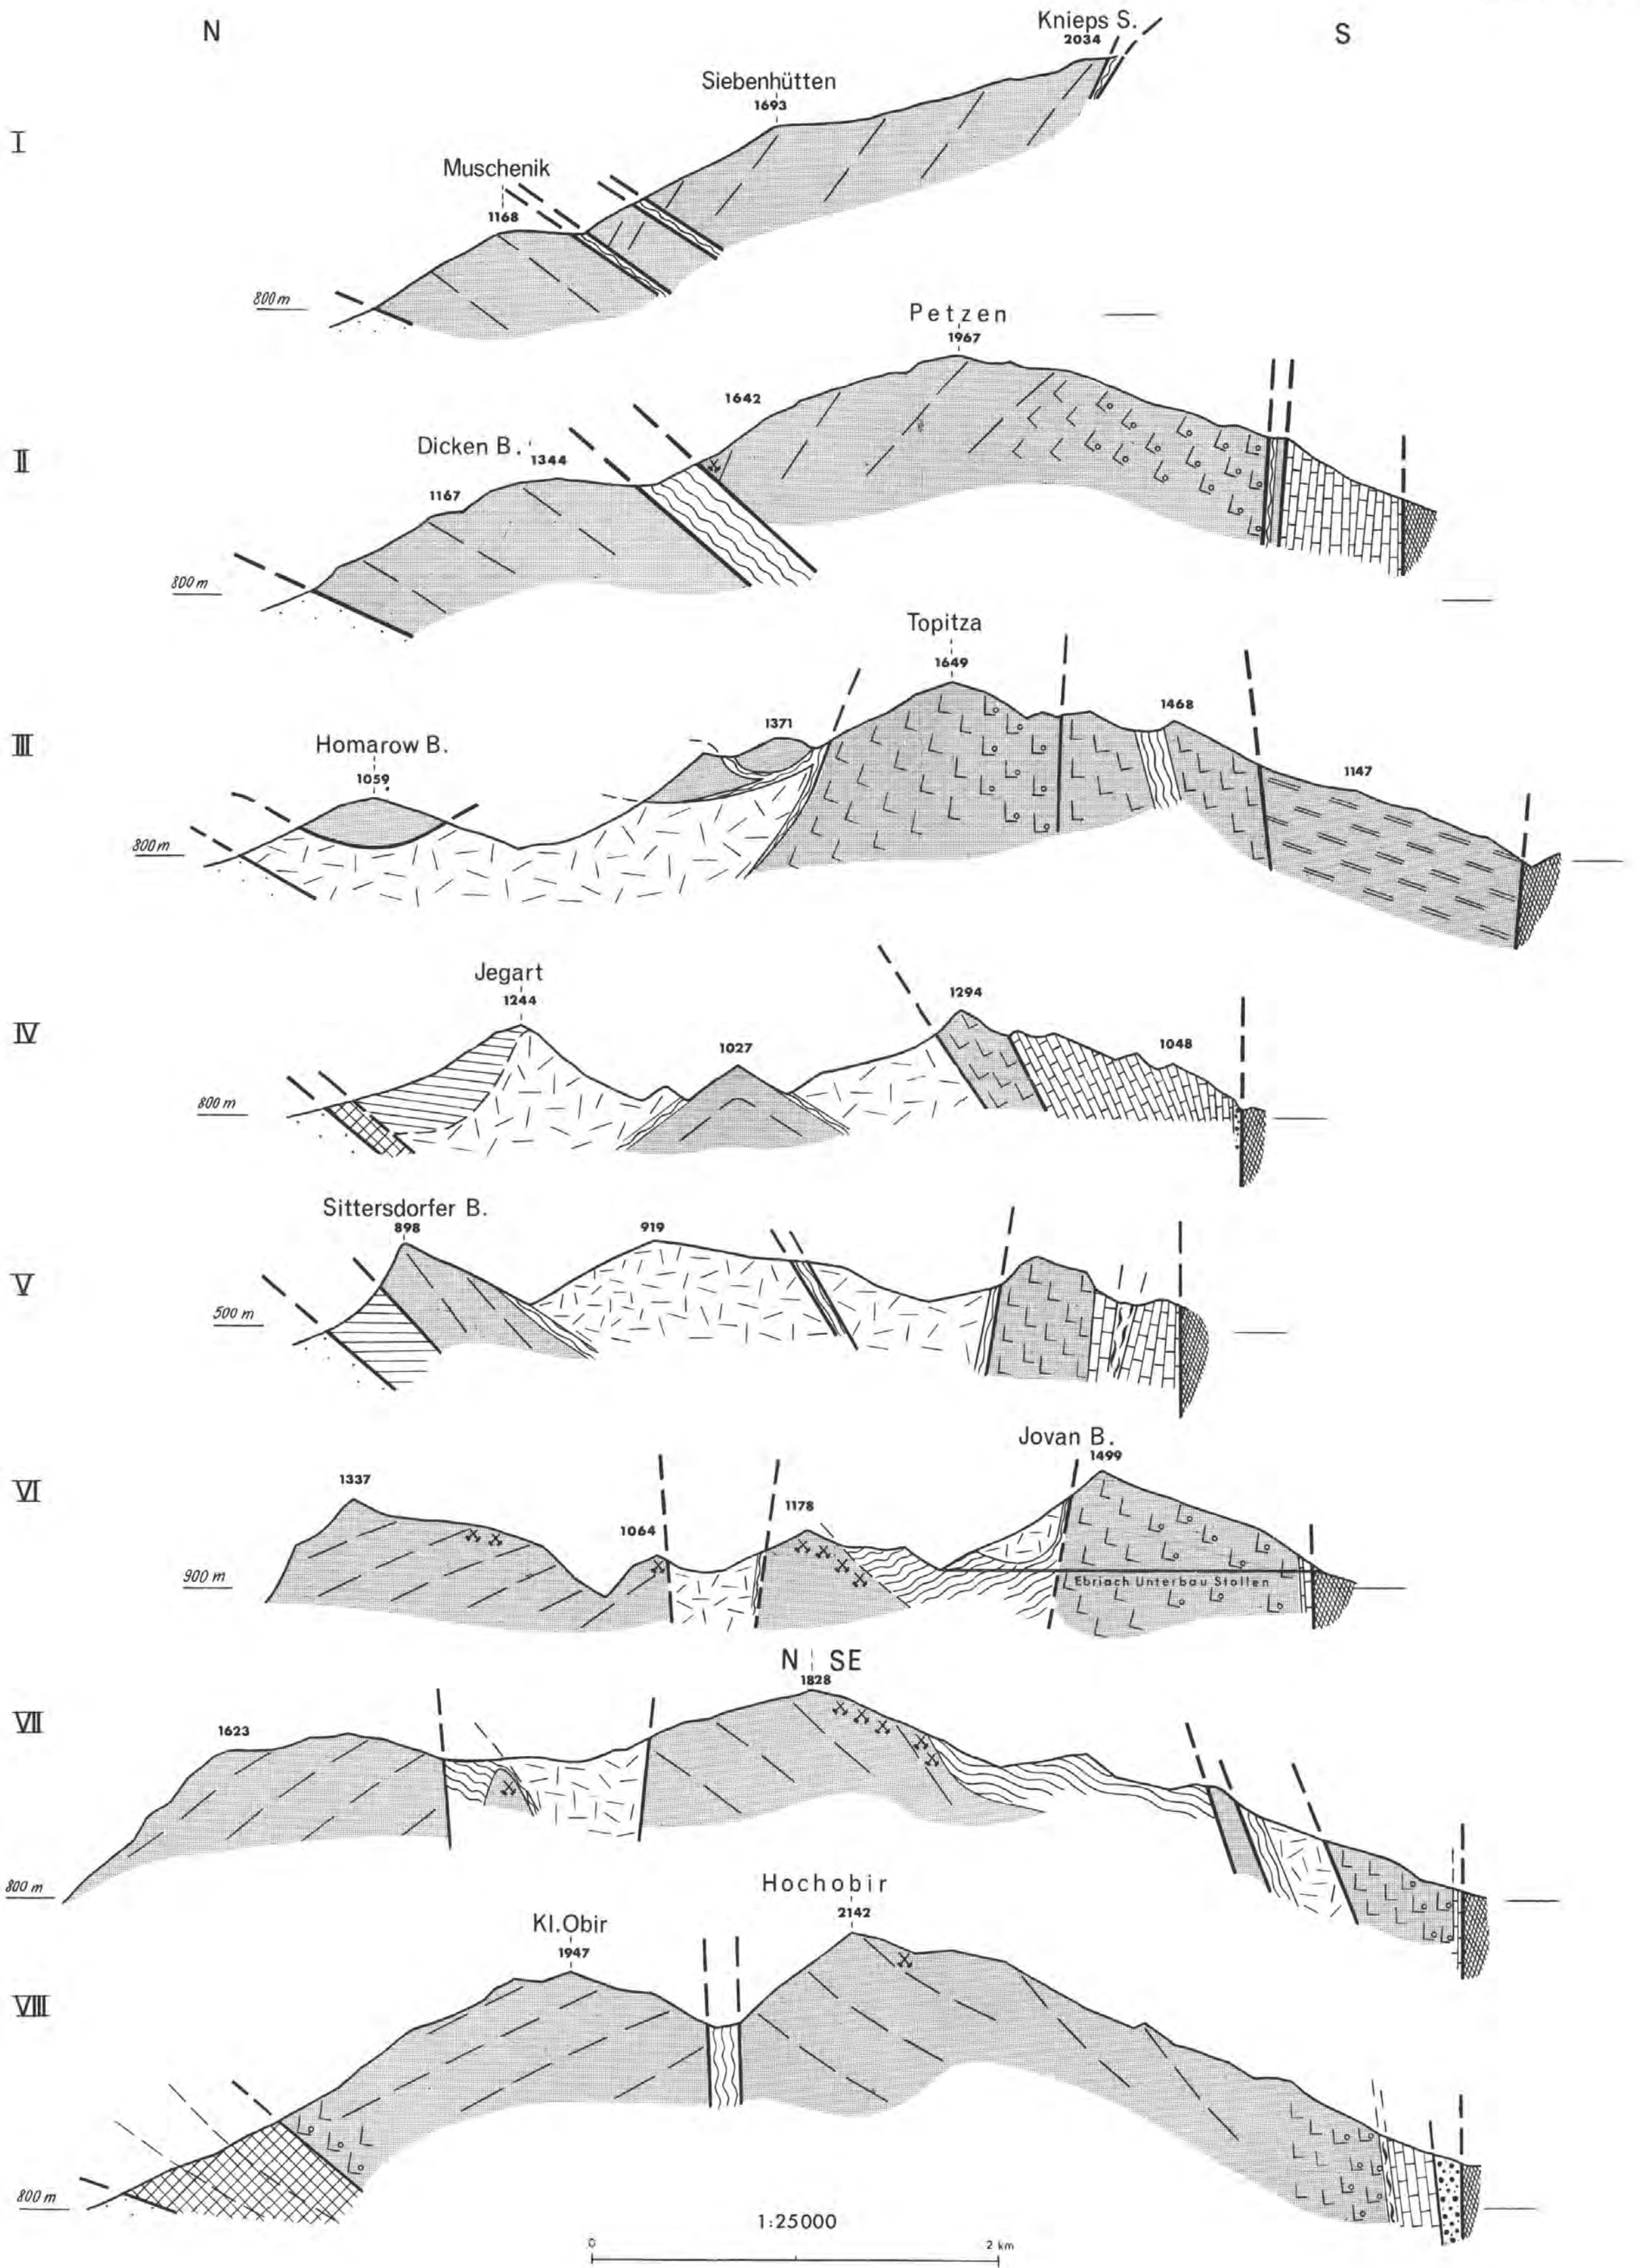 N
S
Knieps S.
2034
Siebenhütten
1693
I
Muschenik
1168
800 m
Petzen
1967
1642
II
Dicken B.
1344
1167
800 m
Topitza
1649
1468
III
1371
Homarow B.
1059
1147
800 m
Jegart
1244
1294
IV
1027
1048
800 m
Sittersdorfer B.
898
919
V
500 m
Jovan B.
1499
VI
1337
1178
1064
900 m
Ebriach Unterbau Stollen
N SE
1828
VII
1623
800 m
Hochobir
2142
Kl. Obir
1947
VIII
800 m
1:25000
0
2 km